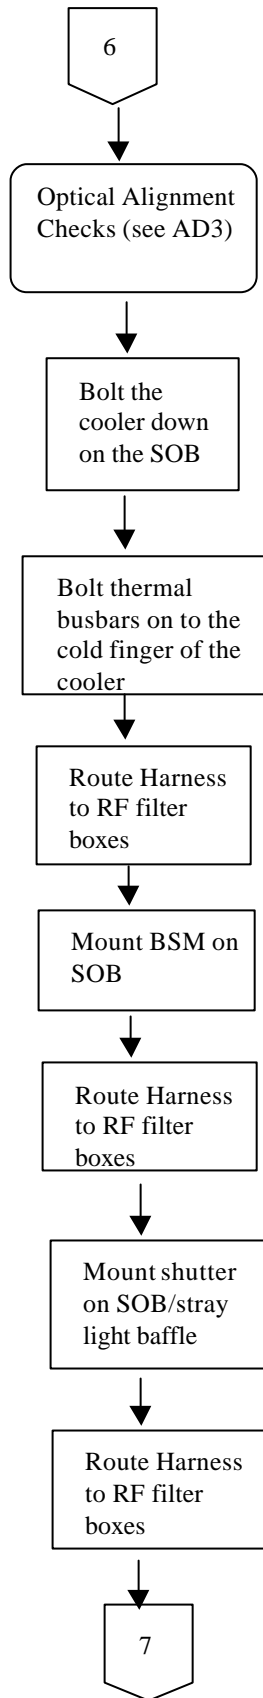 6
Optical Alignment
Checks (see AD3)
Bolt the
cooler down
on the SOB
Bolt thermal
busbars on to the
cold finger of the
cooler
Route Harness
to RF filter
boxes
Mount BSM on
SOB
Route Harness
to RF filter
boxes
Mount shutter
on SOB/stray
light baffle
Route Harness
to RF filter
boxes
7